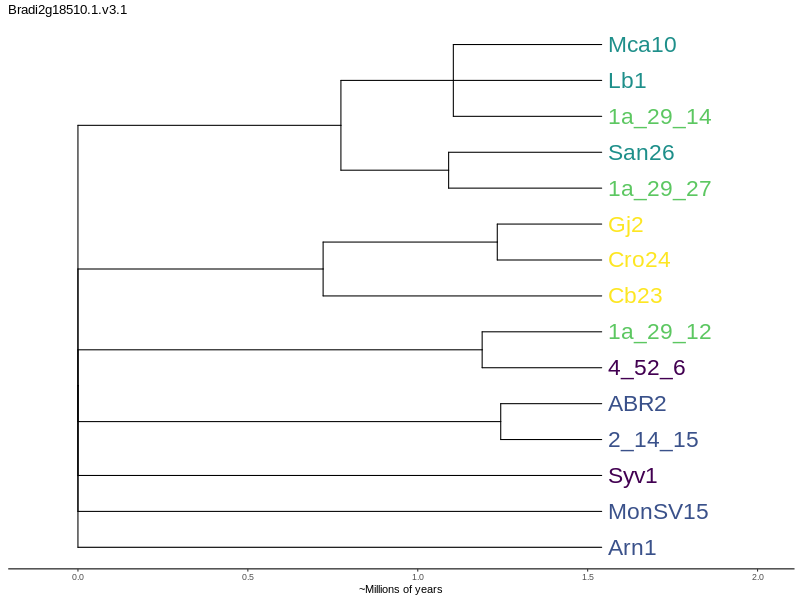 Bradi2g18510.1.v3.1
Mca10
Lb1
1a_29_14
San26
1a_29_27
Gj2
Cro24
Cb23
1a_29_12
4_52_6
ABR2
2_14_15
Syv1
MonSV15
Arn1
0.0 0.5 1.0 1.5 2.0
~Millions of years